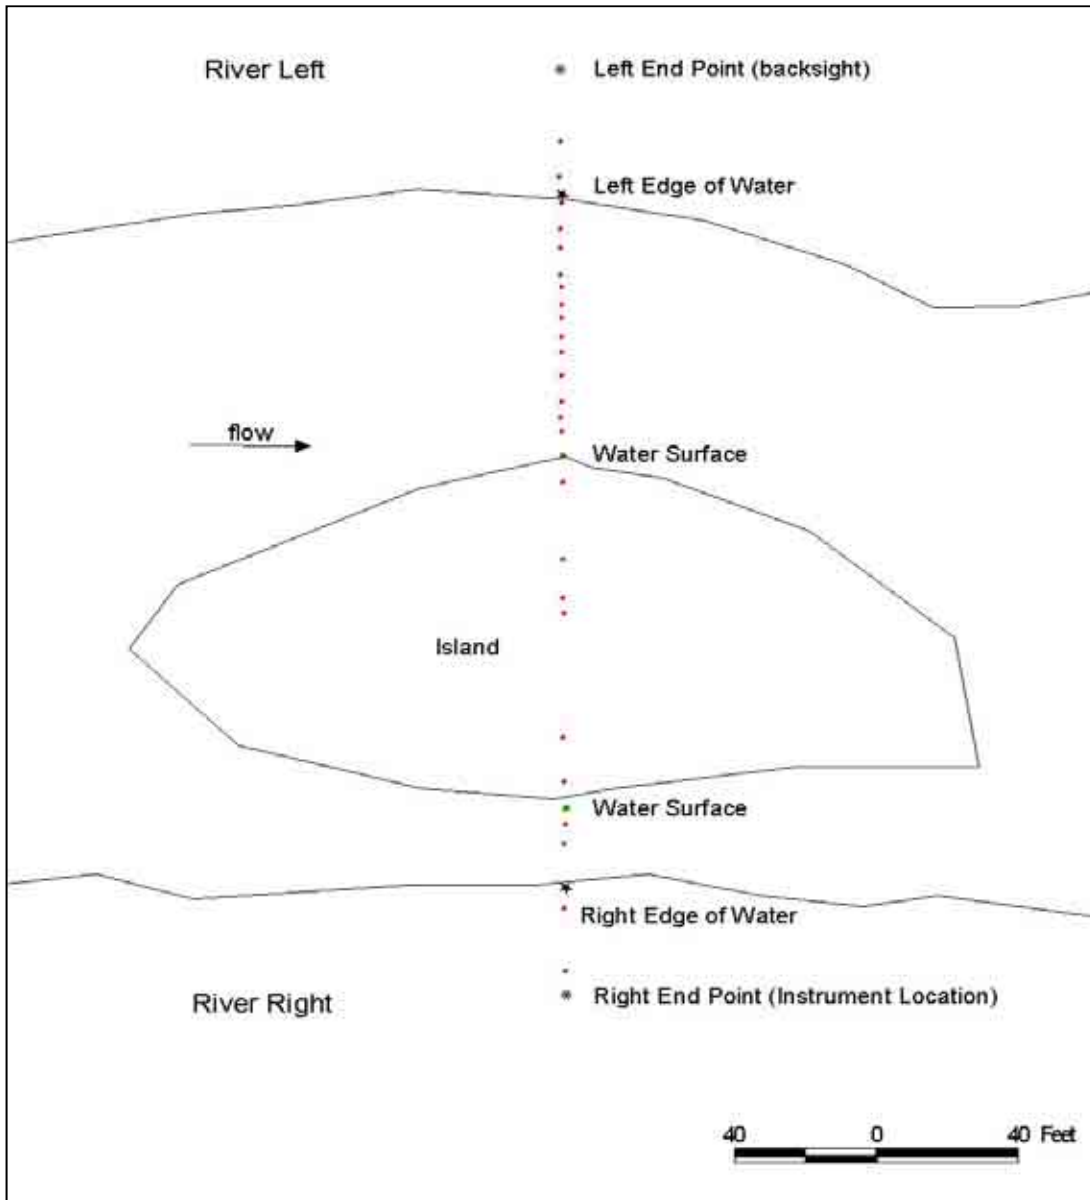 River Left
Left End Point (backsight)
Left Edge of Water
flow
Water Surface
Island
Water Surface
Right Edge of Water
River Right
Right End Point (Instrument Location)
40 0 40 Feet